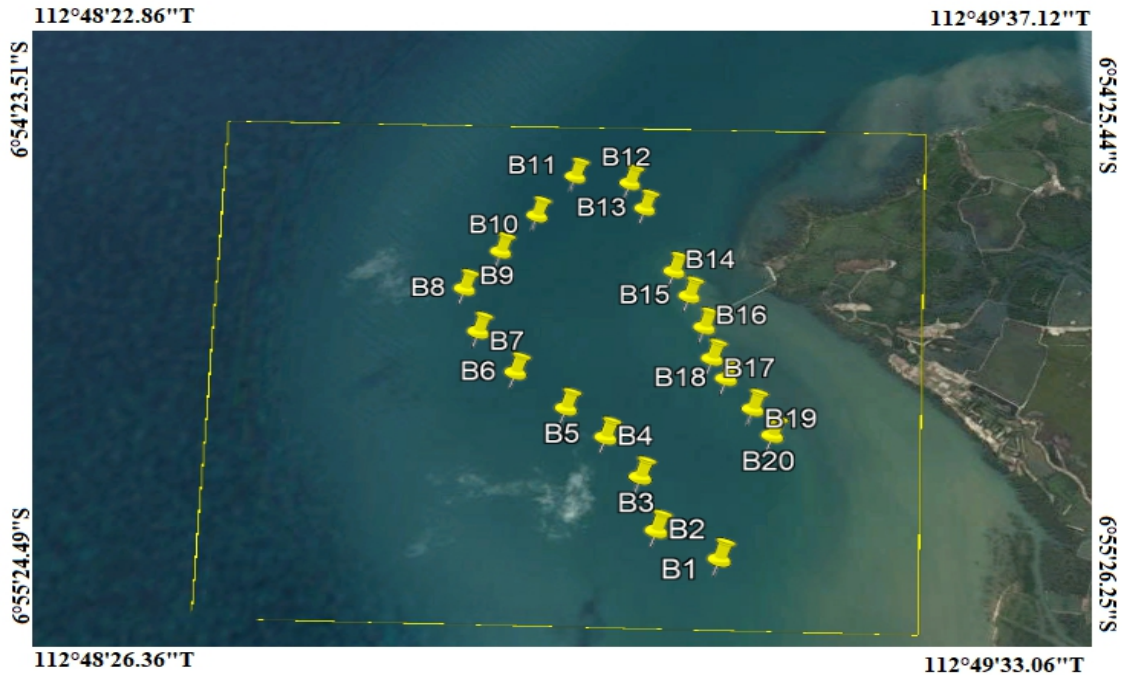 112°48'22.86"T
112°49'37.12"T
6°54'23.51"S
6°54'25.44"S
B11
B12
B13
B10
B9
B8
B14
B15
B16
B7
B6
B17
B18
B5
B4
B19
B20
B3
B2
B1
6°55'24.49"S
6°55'26.25"S
112°48'26.36"T
112°49'33.06"T